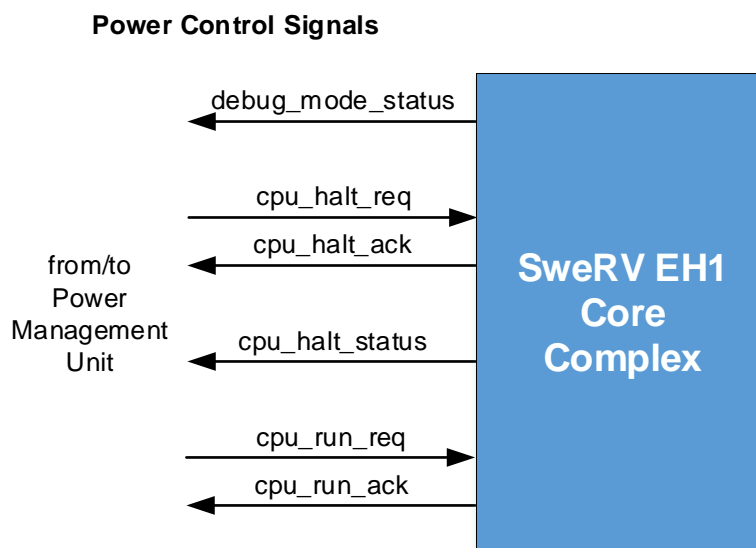 Power Control Signals
debug_mode_status
cpu_halt_req
cpu_halt_ack
from/to
Power
Management
Unit
cpu_halt_status
cpu_run_req
cpu_run_ack
SweRV EH1
Core
Complex